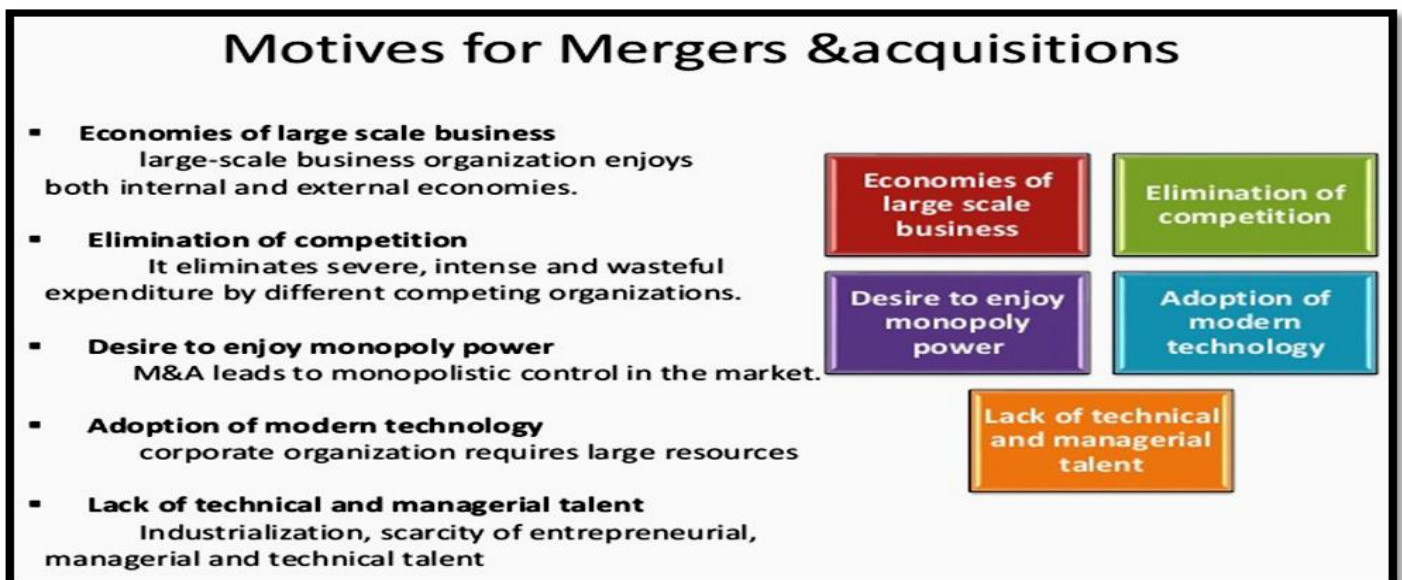 Motives for Mergers &acquisitions
▪ Economies of large scale business
large-scale business organization enjoys
both internal and external economies.
▪ Elimination of competition
It eliminates severe, intense and wasteful
expenditure by different competing organizations.
▪ Desire to enjoy monopoly power
M&A leads to monopolistic control in the market.
▪ Adoption of modern technology
corporate organization requires large resources
▪ Lack of technical and managerial talent
Industrialization, scarcity of entrepreneurial,
managerial and technical talent
Economies of
large scale
business
Elimination of
competition
Desire to enjoy
monopoly
power
Adoption of
modern
technology
Lack of technical
and managerial
talent